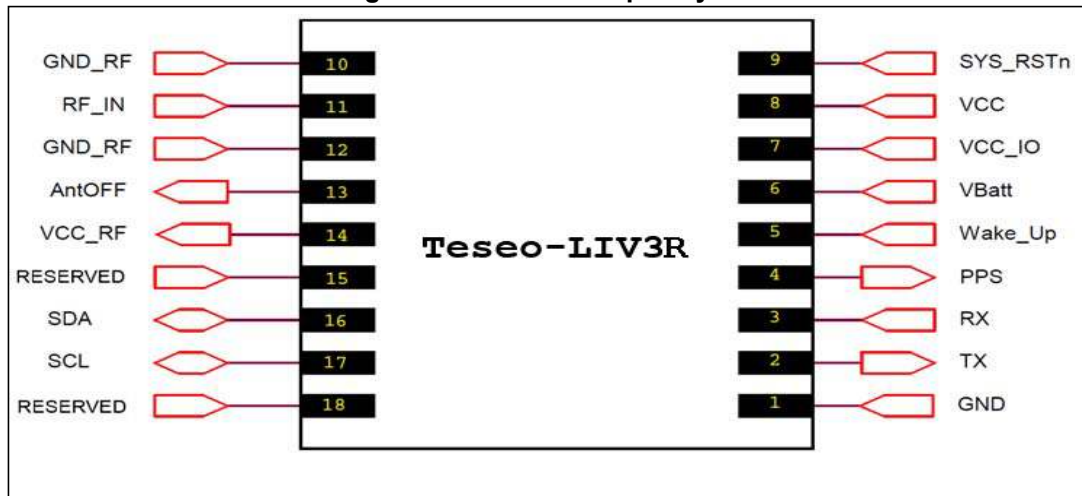 GND_RF 10 9 SYS_RSTn
RF_IN 11 8 VCC
GND_RF 12 7 VCC_IO
AntOFF 13 6 VBatt
VCC_RF 14 5 Wake_Up
Teseo-LIV3R
RESERVED 15 4 PPS
SDA 16 3 RX
SCL 17 2 TX
RESERVED 18 1 GND